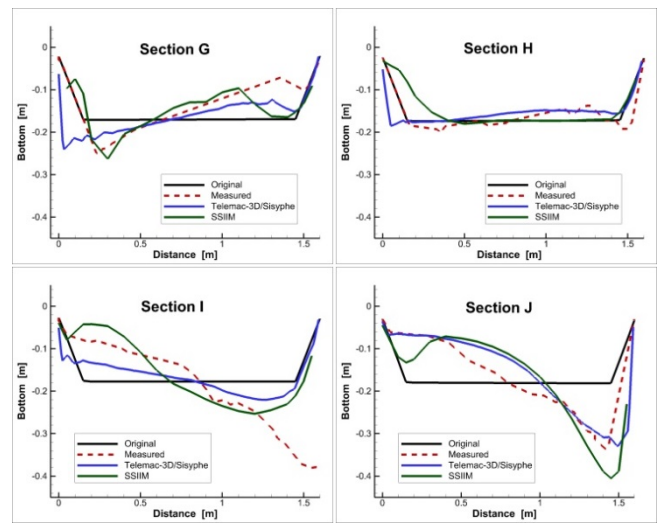 Section G
Bottom [m]
0
-0.1
-0.2
-0.3
-0.4
Original
Measured
Telemac-3D/Sisyphe
SSIIM
0 0.5 1 1.5
Distance [m]
Section H
Bottom [m]
0
-0.1
-0.2
-0.3
-0.4
Original
Measured
Telemac-3D/Sisyphe
SSIIM
0 0.5 1 1.5
Distance [m]
Section I
Bottom [m]
0
-0.1
-0.2
-0.3
-0.4
Original
Measured
Telemac-3D/Sisyphe
SSIIM
0 0.5 1 1.5
Distance [m]
Section J
Bottom [m]
0
-0.1
-0.2
-0.3
-0.4
Original
Measured
Telemac-3D/Sisyphe
SSIIM
0 0.5 1 1.5
Distance [m]